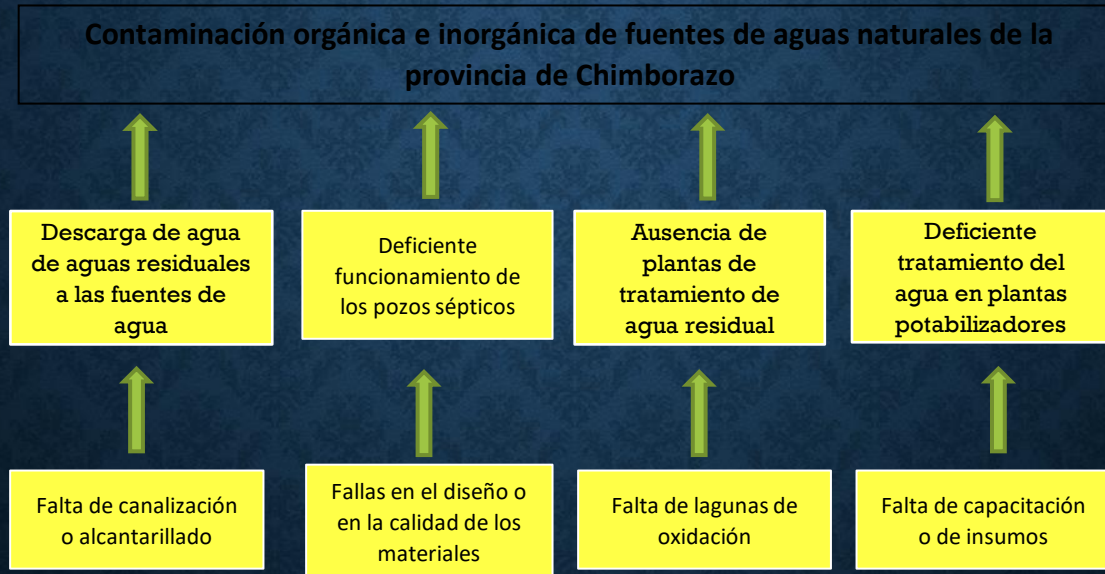 Contaminación orgánica e inorgánica de fuentes de aguas naturales de la
provincia de Chimborazo
Descarga de agua
de aguas residuales
a las fuentes de
agua
Deficiente
funcionamiento de
los pozos sépticos
Ausencia de
plantas de
tratamiento de
agua residual
Deficiente
tratamiento del
agua en plantas
potabilizadores
Falta de canalización
o alcantarillado
Fallas en el diseño o
en la calidad de los
materiales
Falta de lagunas de
oxidación
Falta de capacitación
o de insumos